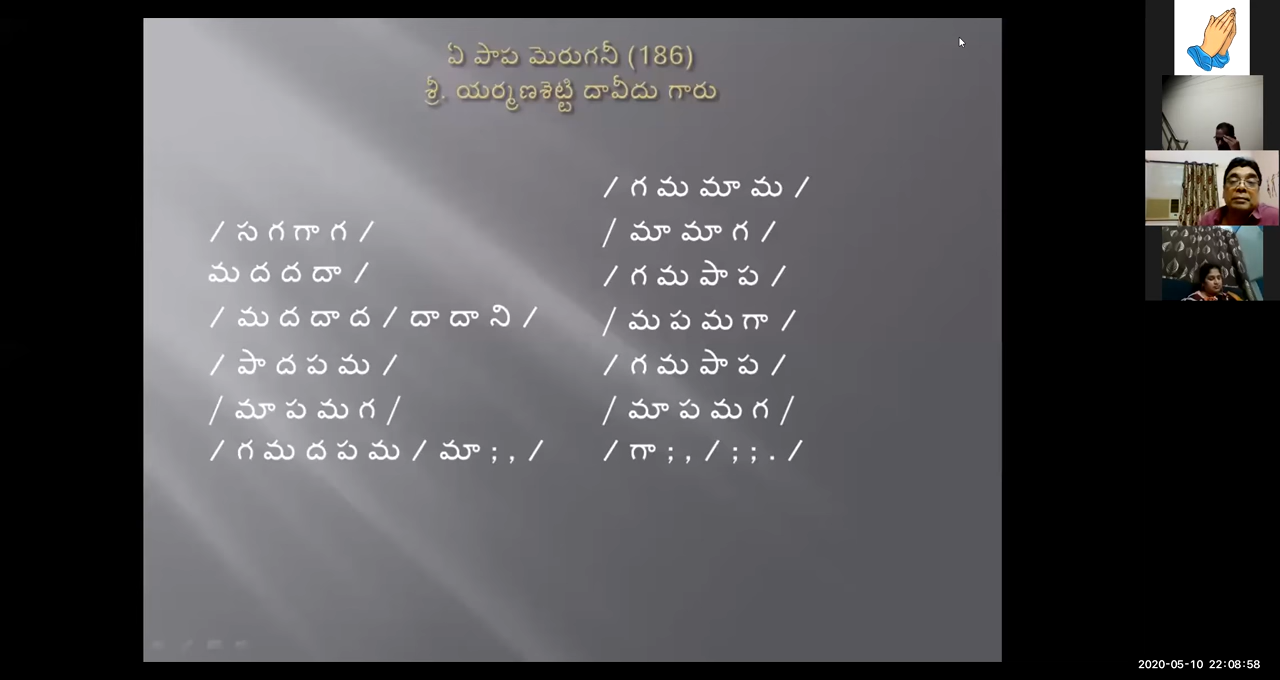 ఏ పాప మెరుగనీ (186)
శ్రీ. యర్మణశెట్టి దావీదు గారు
/ స గ గా గ /
మ ద ద దా /
/ మ ద దా ద / దా దా ని /
/ పా ద ప మ /
/ మా ప మ గ /
/ గ మ ద ప మ / మా ; , /
/ గ మ మా మ /
/ మా మా గ /
/ గ మ పా ప /
/ మ ప మ గా /
/ గ మ పా ప /
/ మా ప మ గ /
/ గా ; , / ; ; . /
2020-05-10 22:08:58